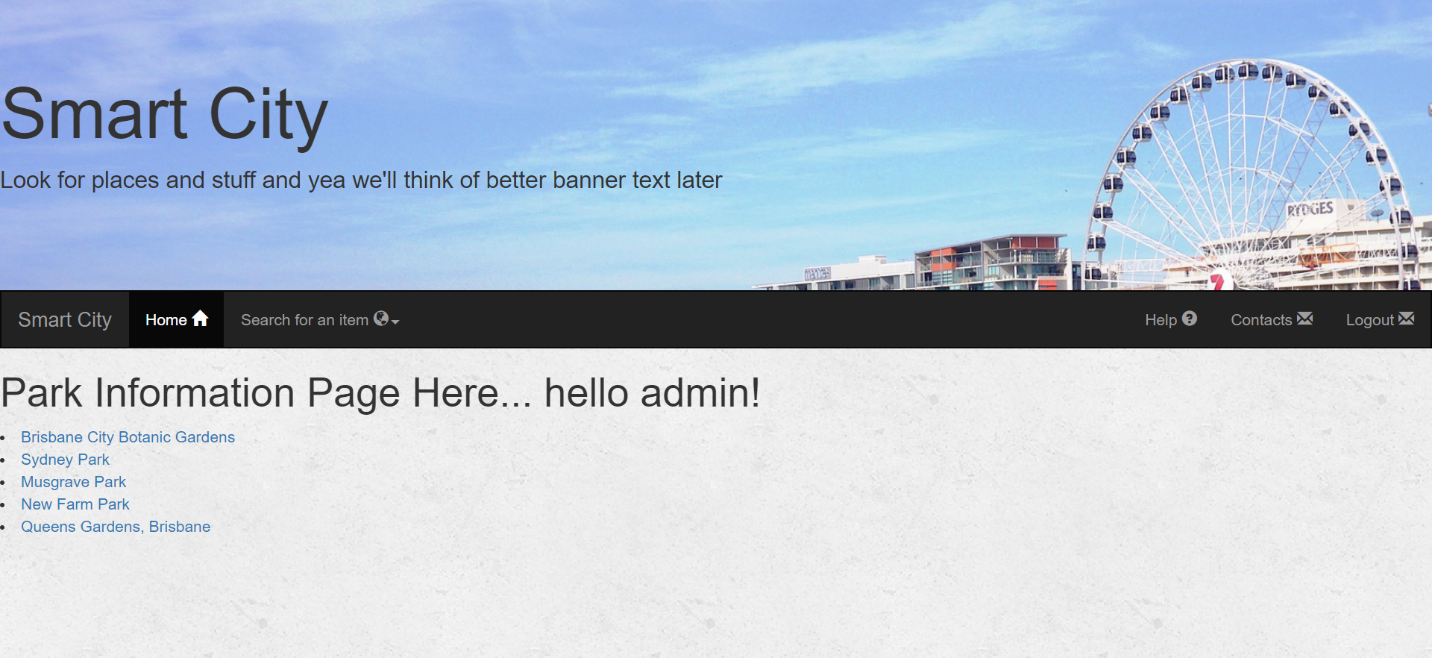 Smart City
Look for places and stuff and yea we'll think of better banner text later
RYDGES
Smart City Home Search for an item Help Contacts Logout
Park Information Page Here... hello admin!
Brisbane City Botanic Gardens
Sydney Park
Musgrave Park
New Farm Park
Queens Gardens, Brisbane